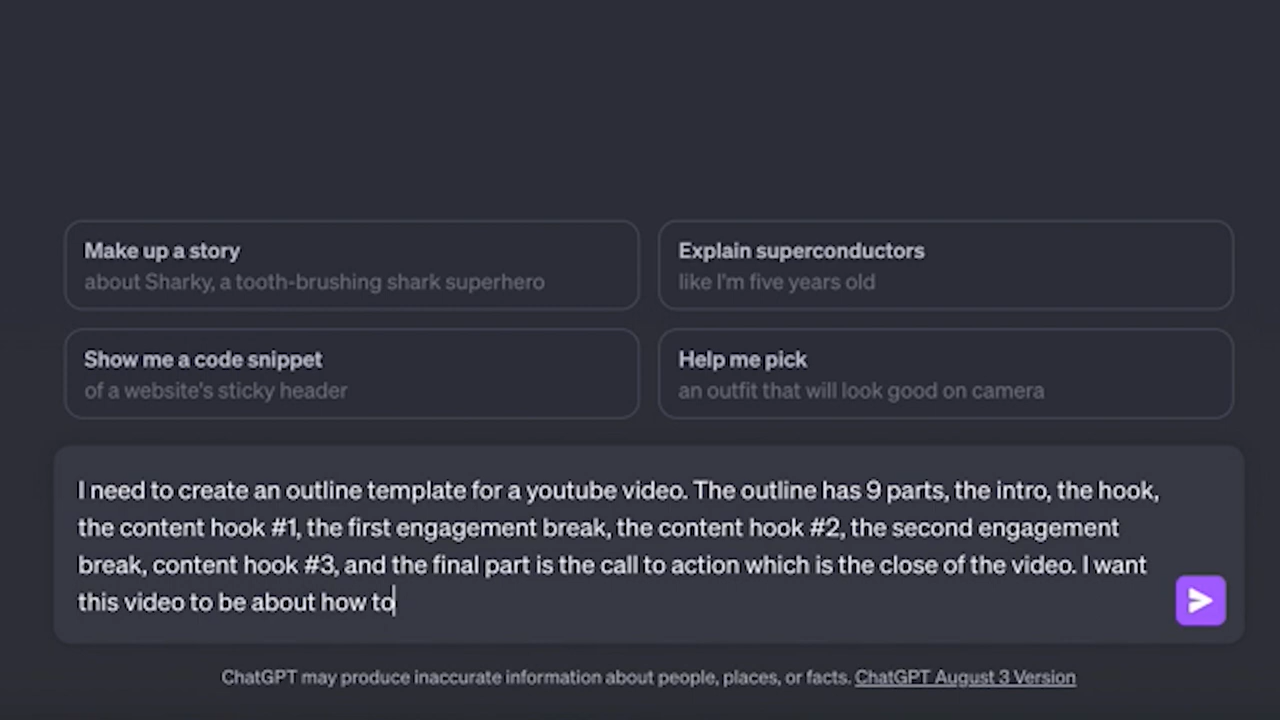 Make up a story
about Sharky, a tooth-brushing shark superhero
Explain superconductors
like I'm five years old
Show me a code snippet
of a website's sticky header
Help me pick
an outfit that will look good on camera
I need to create an outline template for a youtube video. The outline has 9 parts, the intro, the hook,
the content hook #1, the first engagement break, the content hook #2, the second engagement
break, content hook #3, and the final part is the call to action which is the close of the video. I want
this video to be about how to
ChatGPT may produce inaccurate information about people, places, or facts. ChatGPT August 3 Version